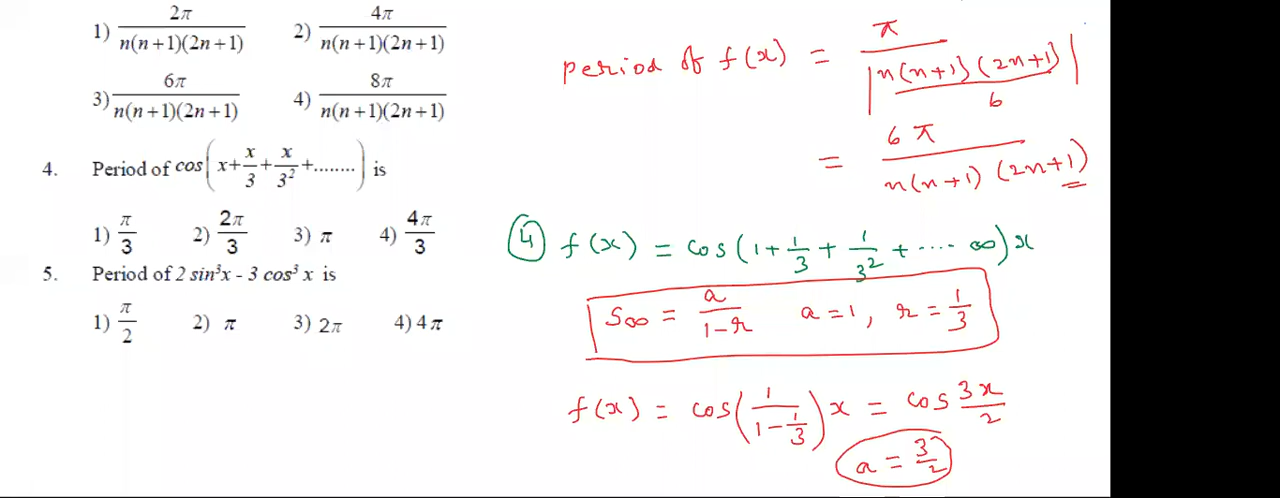 1) 2π/n(n+1)(2n+1) 2) 4π/n(n+1)(2n+1)
3) 6π/n(n+1)(2n+1) 4) 8π/n(n+1)(2n+1)
4. Period of cos(x+x/3+x/3²+........) is
1) π/3 2) 2π/3 3) π 4) 4π/3
5. Period of 2 sin³x - 3 cos³ x is
1) π/2 2) π 3) 2π 4) 4π
period of f(x) = π/|n(n+1)(2n+1)/6|
= 6π/n(n+1)(2n+1)
④ f(x) = cos(1+1/3+1/3²+....∞)x
S∞ = a/1-r a=1, r=1/3
f(x) = cos(1/1-1/3)x = cos 3x/2
a = 3/2